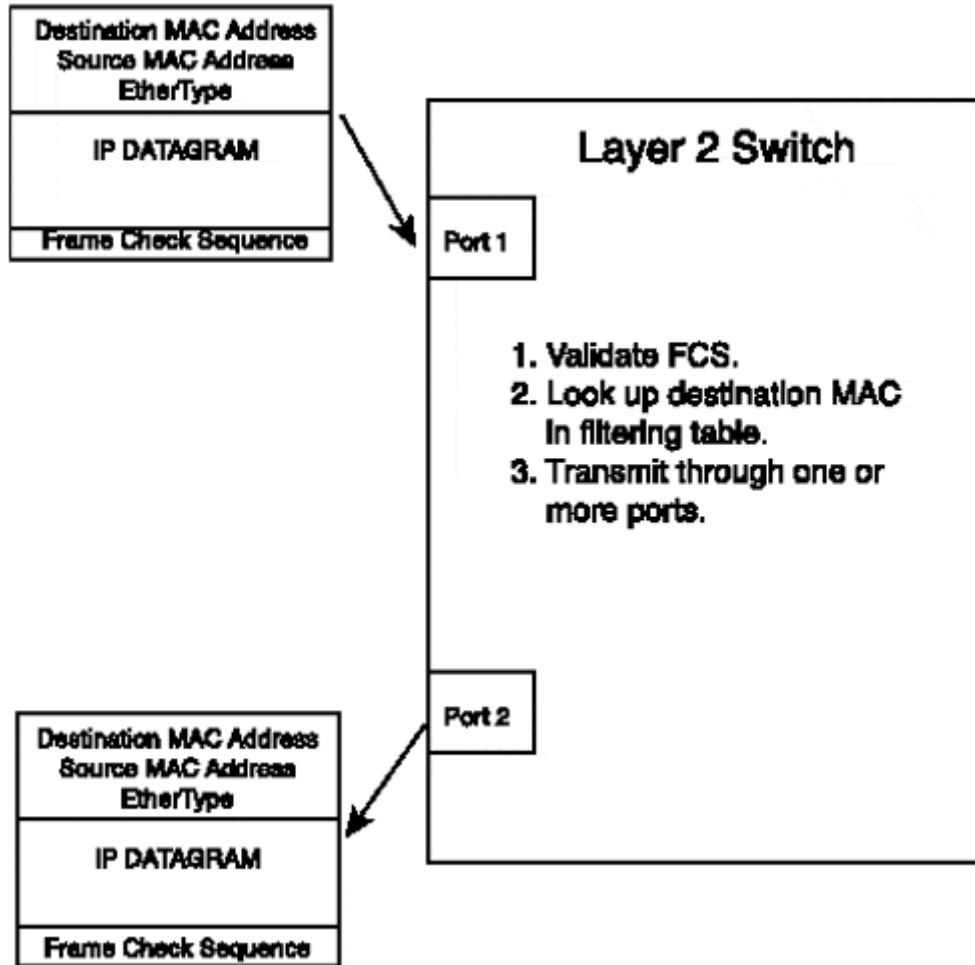 Destination MAC Address
Source MAC Address
EtherType
IP DATAGRAM
Frame Check Sequence
Layer 2 Switch
Port 1
1. Validate FCS.
2. Look up destination MAC
in filtering table.
3. Transmit through one or
more ports.
Port 2
Destination MAC Address
Source MAC Address
EtherType
IP DATAGRAM
Frame Check Sequence